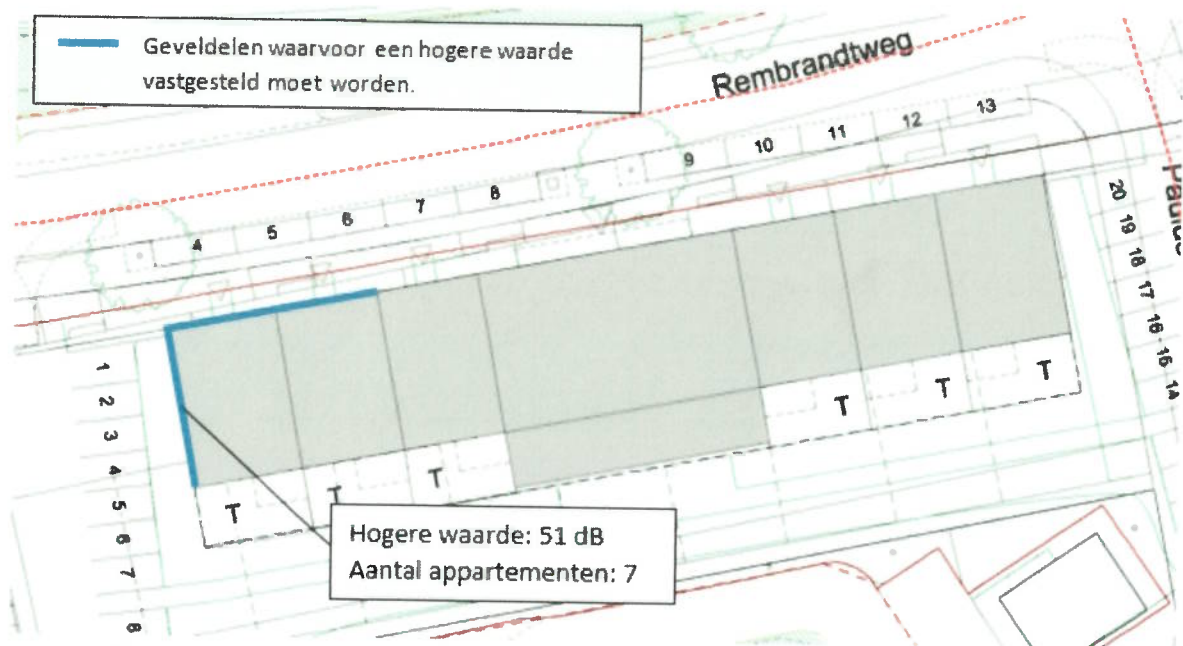 Geveldelen waarvoor een hogere waarde
vastgesteld moet worden.
Rembrandtweg
4 5 6 7 8 9 10 11 12 13
20
19
18
17
16
15
14
1
2
3
4
5
6
7
8
T T T T T T
Hogere waarde: 51 dB
Aantal appartementen: 7